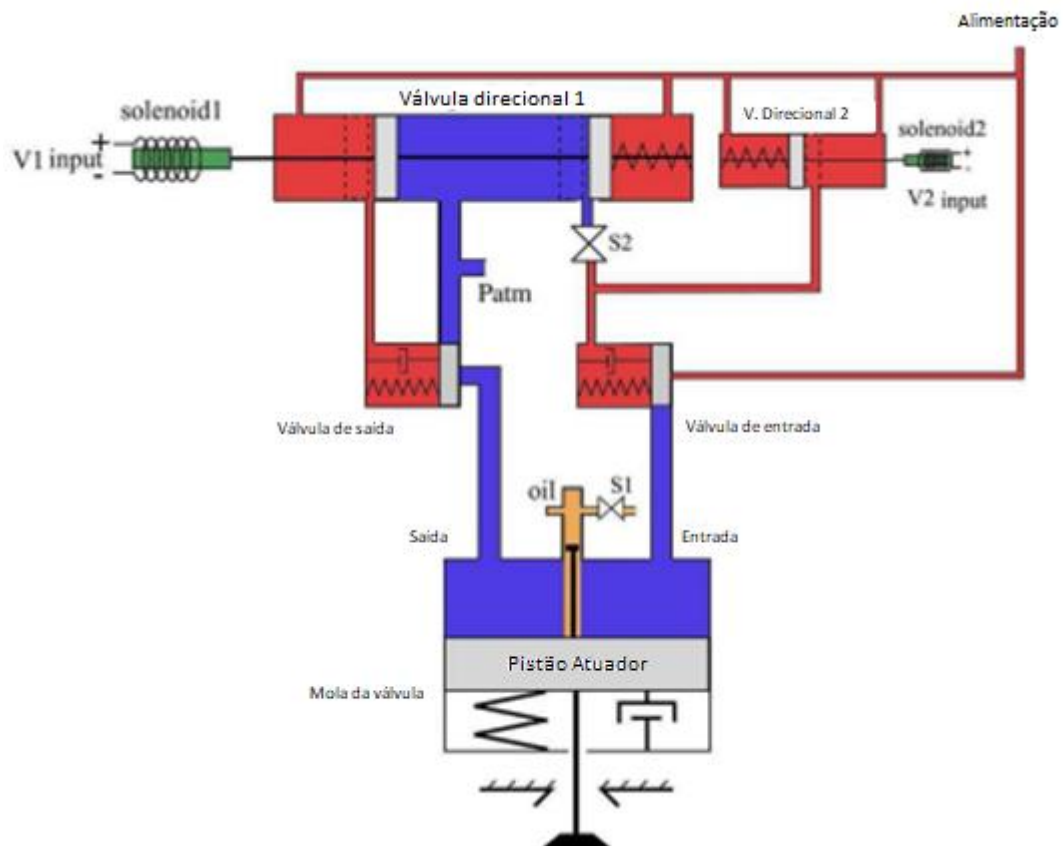 Alimentação
solenoid1
Válvula direcional 1
V. Direcional 2
solenoid2
V1 input
+
-
+
-
V2 input
S2
Patm
Válvula de saída
Válvula de entrada
oil
S1
Saída
Entrada
Pistão Atuador
Mola da válvula